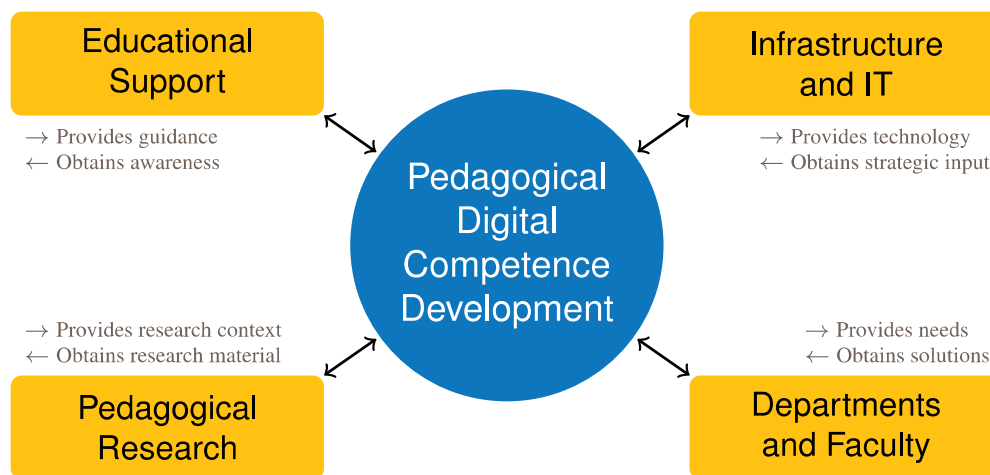 Educational
Support
→ Provides guidance
← Obtains awareness
Infrastructure
and IT
→ Provides technology
← Obtains strategic input
Pedagogical
Digital
Competence
Development
→ Provides research context
← Obtains research material
Pedagogical
Research
→ Provides needs
← Obtains solutions
Departments
and Faculty